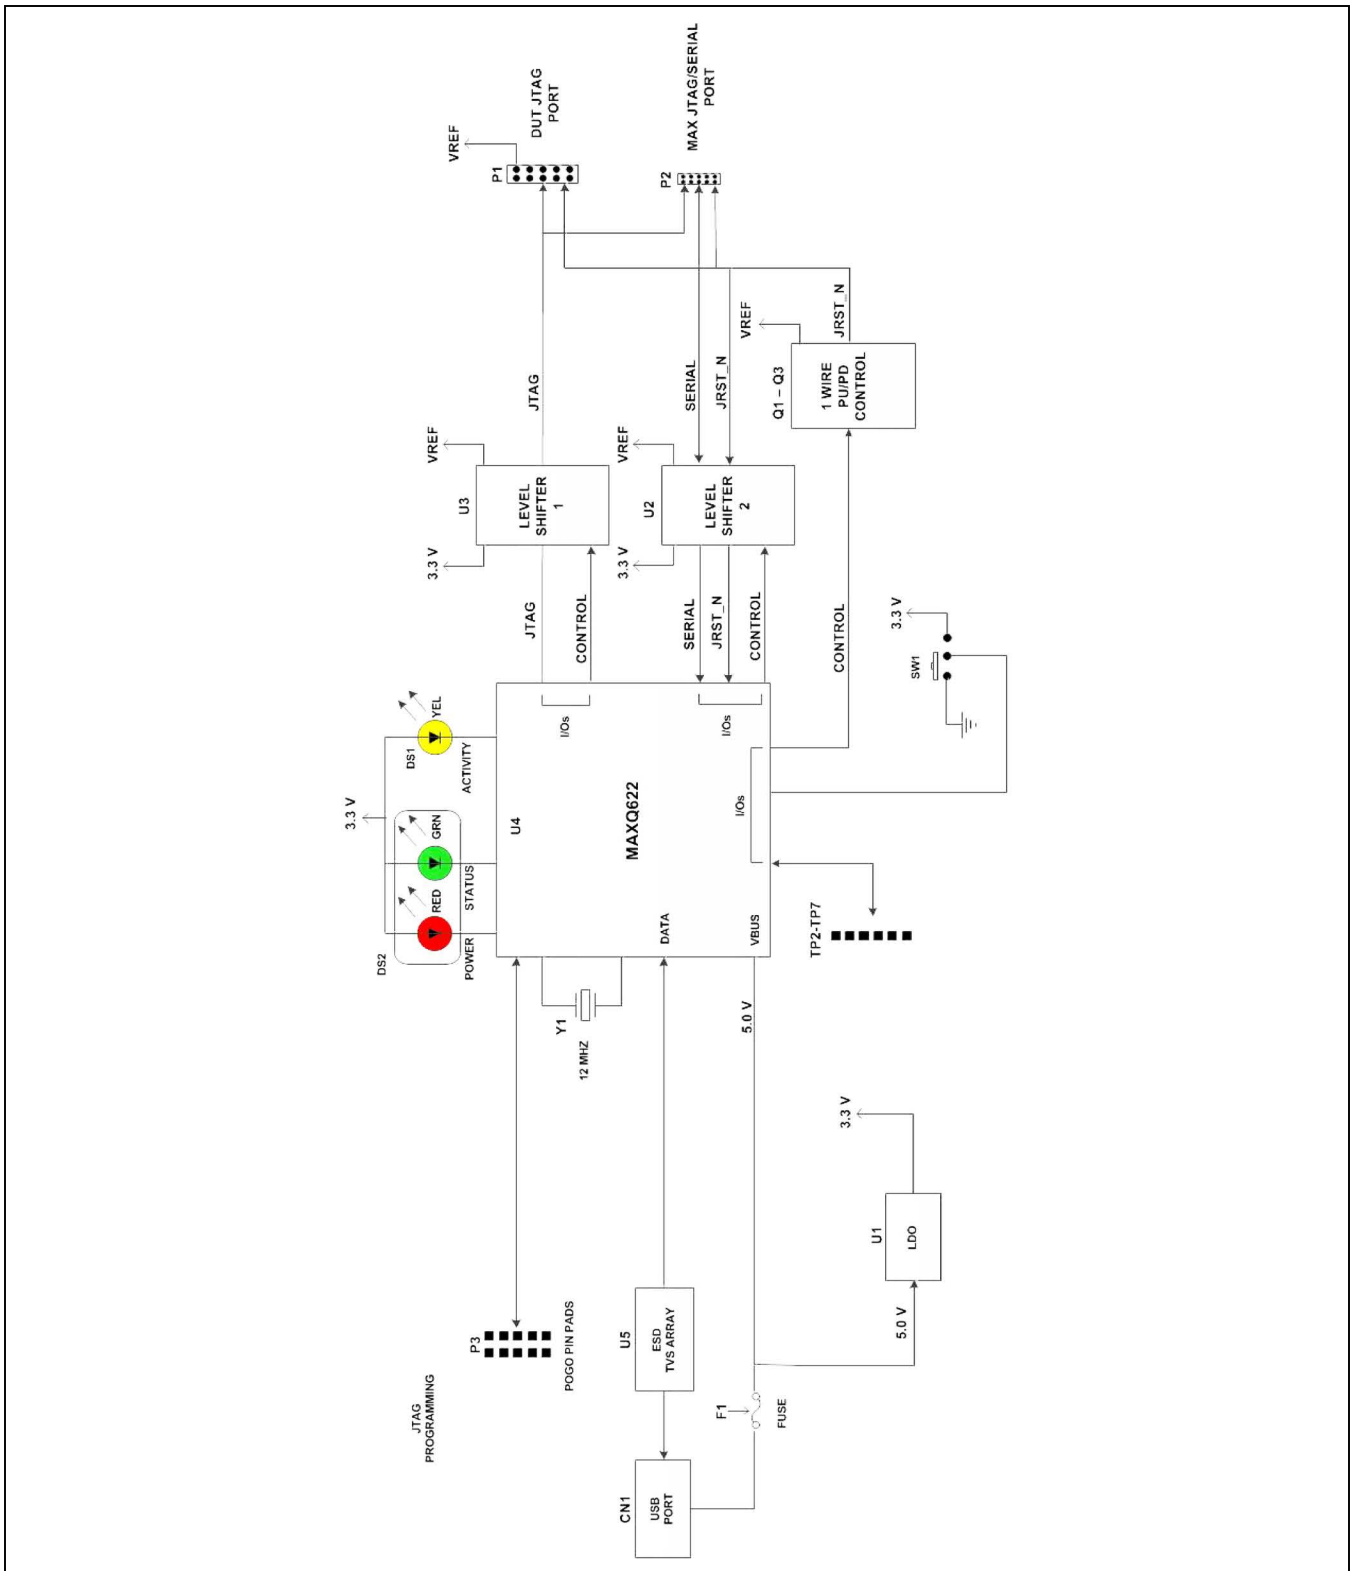 JTAG
PROGRAMMING
P3
POGO PIN PADS
CN1
USB
PORT
U5
ESD
TVS ARRAY
F1
FUSE
5.0 V
U1
LDO
3.3 V
5.0 V
Y1
12 MHZ
3.3 V
DS2
RED
GRN
POWER
STATUS
DS1
YEL
ACTIVITY
U4
MAXQ622
DATA
VBUS
I/Os
I/Os
I/Os
TP2-TP7
SW1
3.3 V
JTAG
CONTROL
SERIAL
JRST_N
CONTROL
CONTROL
3.3 V
VREF
U3
LEVEL
SHIFTER
1
3.3 V
VREF
U2
LEVEL
SHIFTER
2
JTAG
SERIAL
JRST_N
Q1 – Q3
VREF
1 WIRE
PU/PD
CONTROL
JRST_N
VREF
P1
DUT JTAG
PORT
P2
MAX JTAG/SERIAL
PORT